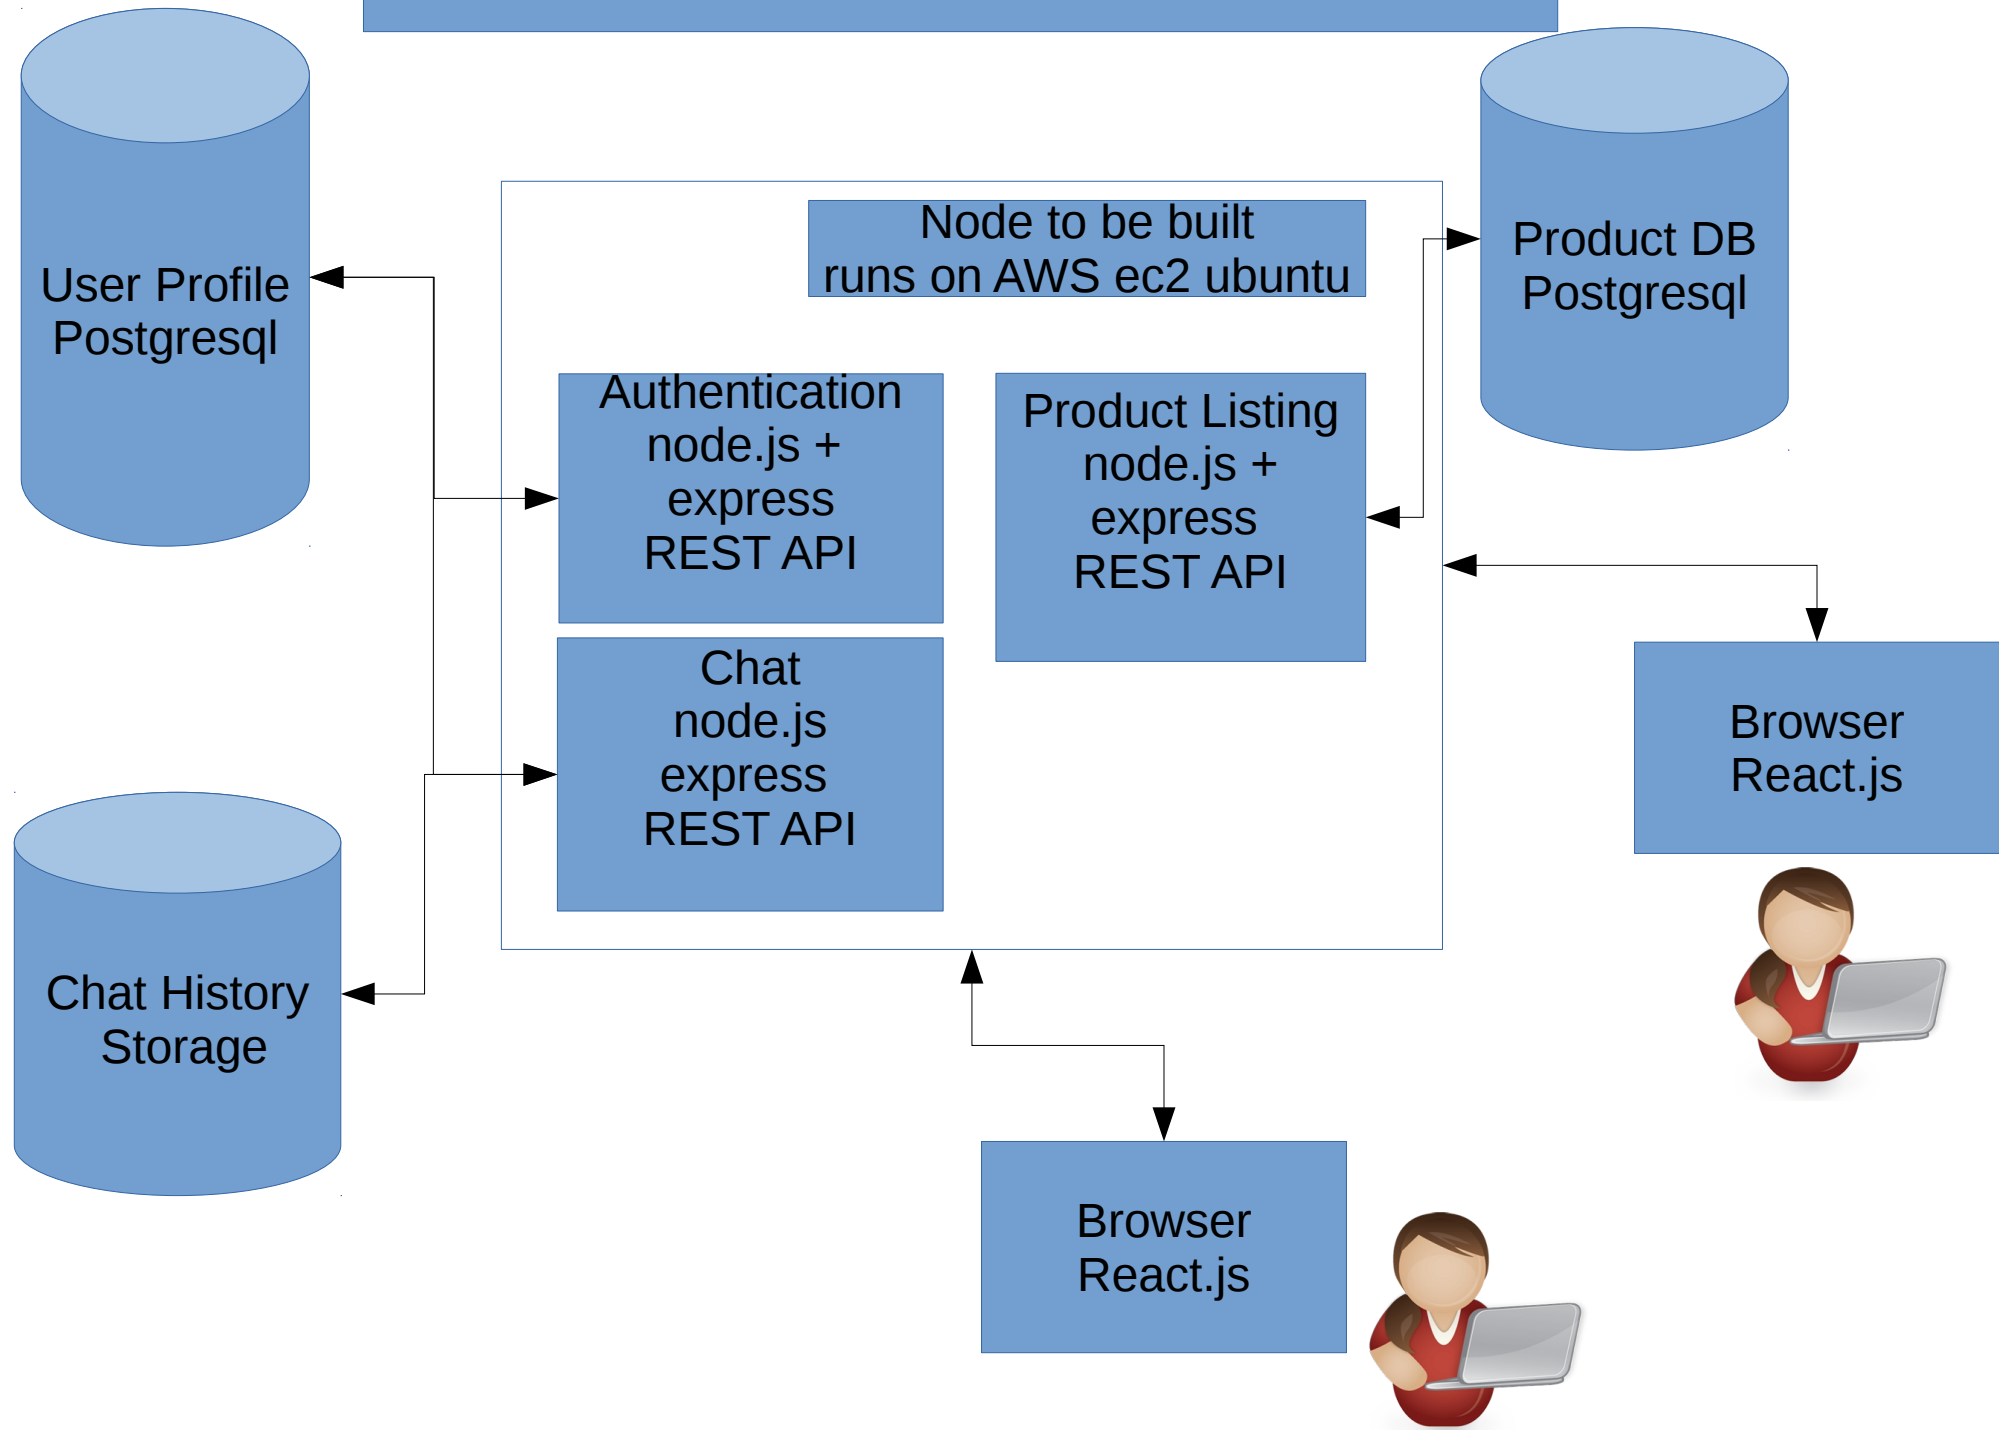 User Profile
Postgresql
Node to be built
runs on AWS ec2 ubuntu
Product DB
Postgresql
Authentication
node.js +
express
REST API
Product Listing
node.js +
express
REST API
Chat
node.js
express
REST API
Browser
React.js
Chat History
Storage
Browser
React.js